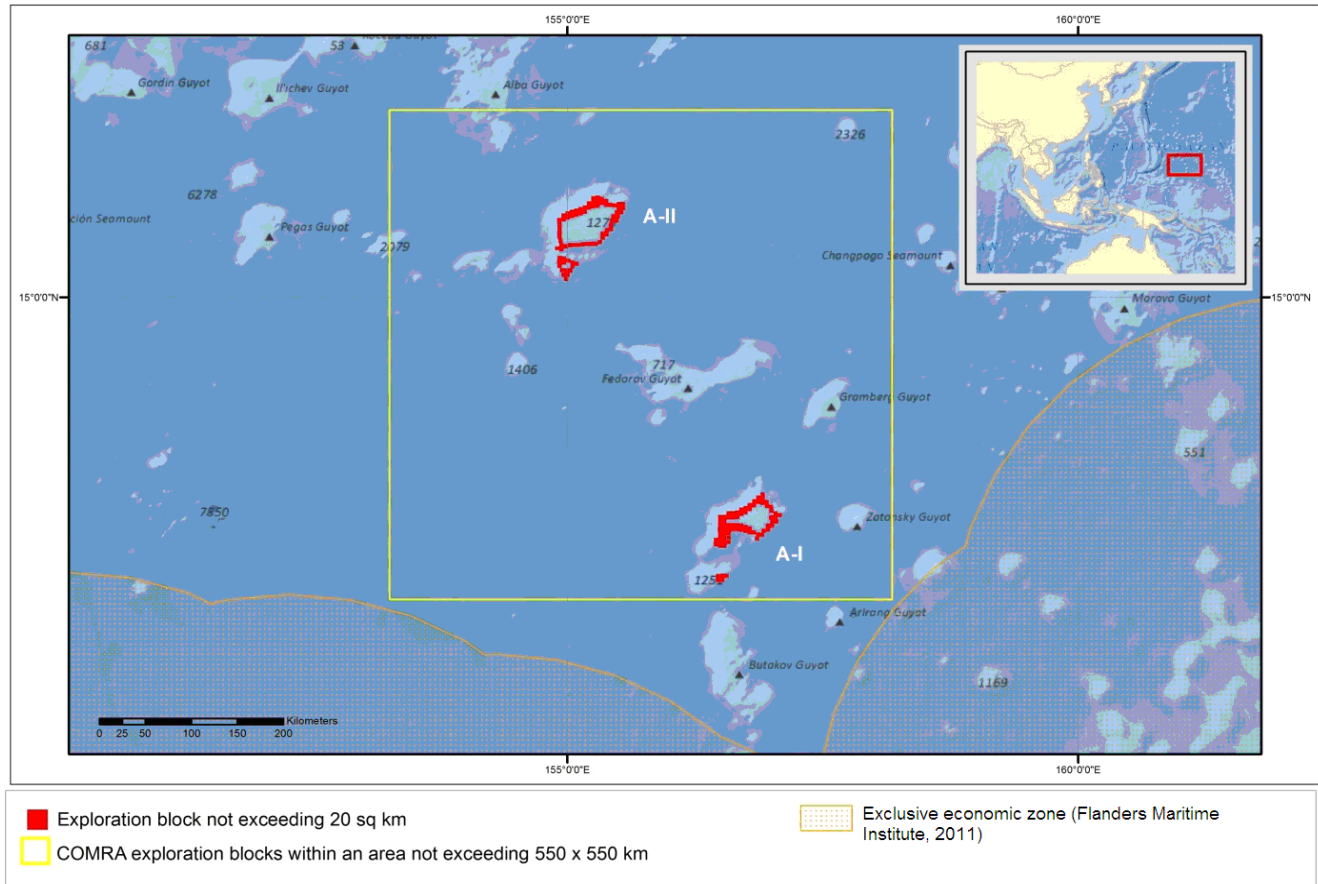 155°0'0"E 160°0'0"E
681
53
Gordin Guyot
Il'ichev Guyot
Alba Guyot
2326
6278
ción Seamount
Pegas Guyot
2079
127
A-II
Changpogo Seamount
15°0'0"N
15°0'0"N
Morova Guyot
1406
717
Fedorov Guyot
Gramberg Guyot
551
7850
Zatonsky Guyot
A-I
125
Arirang Guyot
Butakov Guyot
1169
Kilometers
0 25 50 100 150 200
155°0'0"E 160°0'0"E
Exploration block not exceeding 20 sq km
COMRA exploration blocks within an area not exceeding 550 x 550 km
Exclusive economic zone (Flanders Maritime
Institute, 2011)